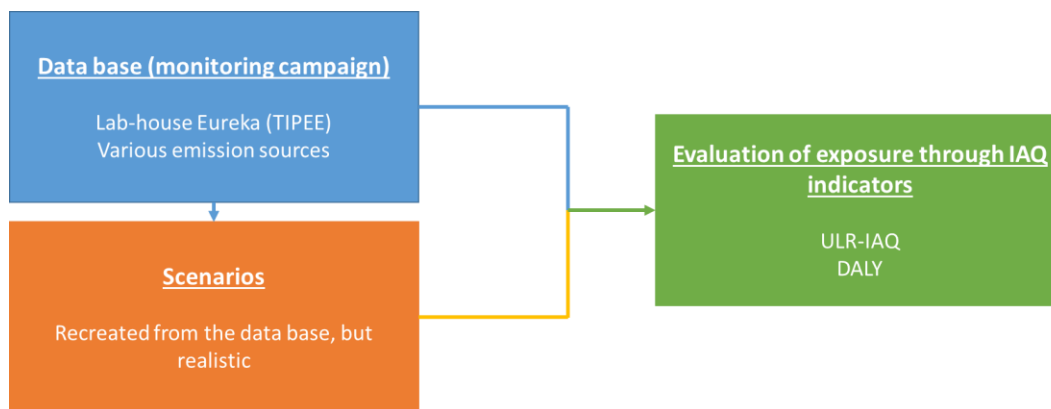 Data base (monitoring campaign)
Lab-house Eureka (TIPEE)
Various emission sources
Scenarios
Recreated from the data base, but
realistic
Evaluation of exposure through IAQ
indicators
ULR-IAQ
DALY